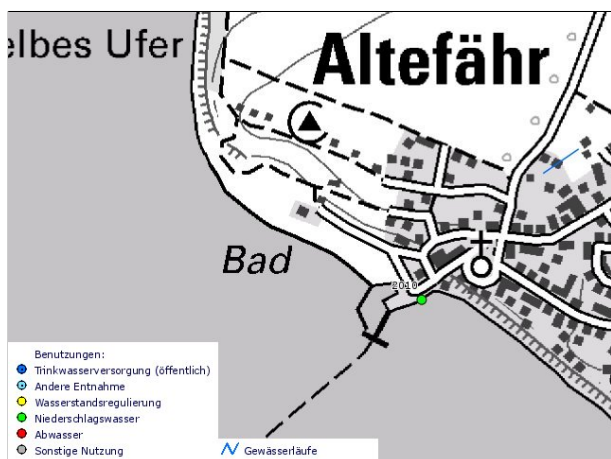 elbes Ufer
Altefähr
Bad
2010
Benutzungen:
Trinkwasserversorgung (öffentlich)
Andere Entnahme
Wasserstandsregulierung
Niederschlagswasser
Abwasser
Sonstige Nutzung
Gewässerläufe